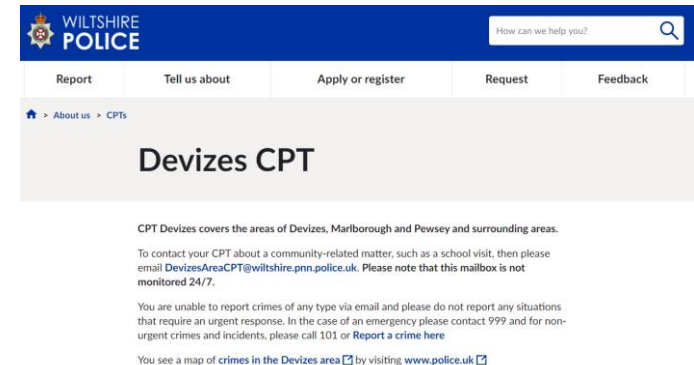 WILTSHIRE
POLICE
How can we help you?
Report Tell us about Apply or register Request Feedback
> About us > CPTs
Devizes CPT
CPT Devizes covers the areas of Devizes, Marlborough and Pewsey and surrounding areas.
To contact your CPT about a community-related matter, such as a school visit, then please
email DevizesAreaCPT@wiltshire.pnn.police.uk. Please note that this mailbox is not
monitored 24/7.
You are unable to report crimes of any type via email and please do not report any situations
that require an urgent response. In the case of an emergency please contact 999 and for non-
urgent crimes and incidents, please call 101 or Report a crime here
You see a map of crimes in the Devizes area by visiting www.police.uk